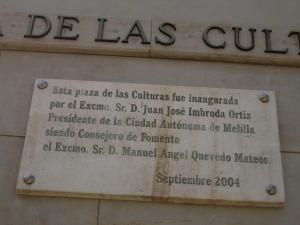 A DE LAS CULT
Esta plaza de las Culturas fue inaugurada
por el Excmo. Sr. D. Juan José Imbroda Ortiz
Presidente de la Ciudad Autónoma de Melilla
siendo Consejero de Fomento
el Excmo. Sr. D. Manuel Angel Quevedo Mateos.
Septiembre 2004